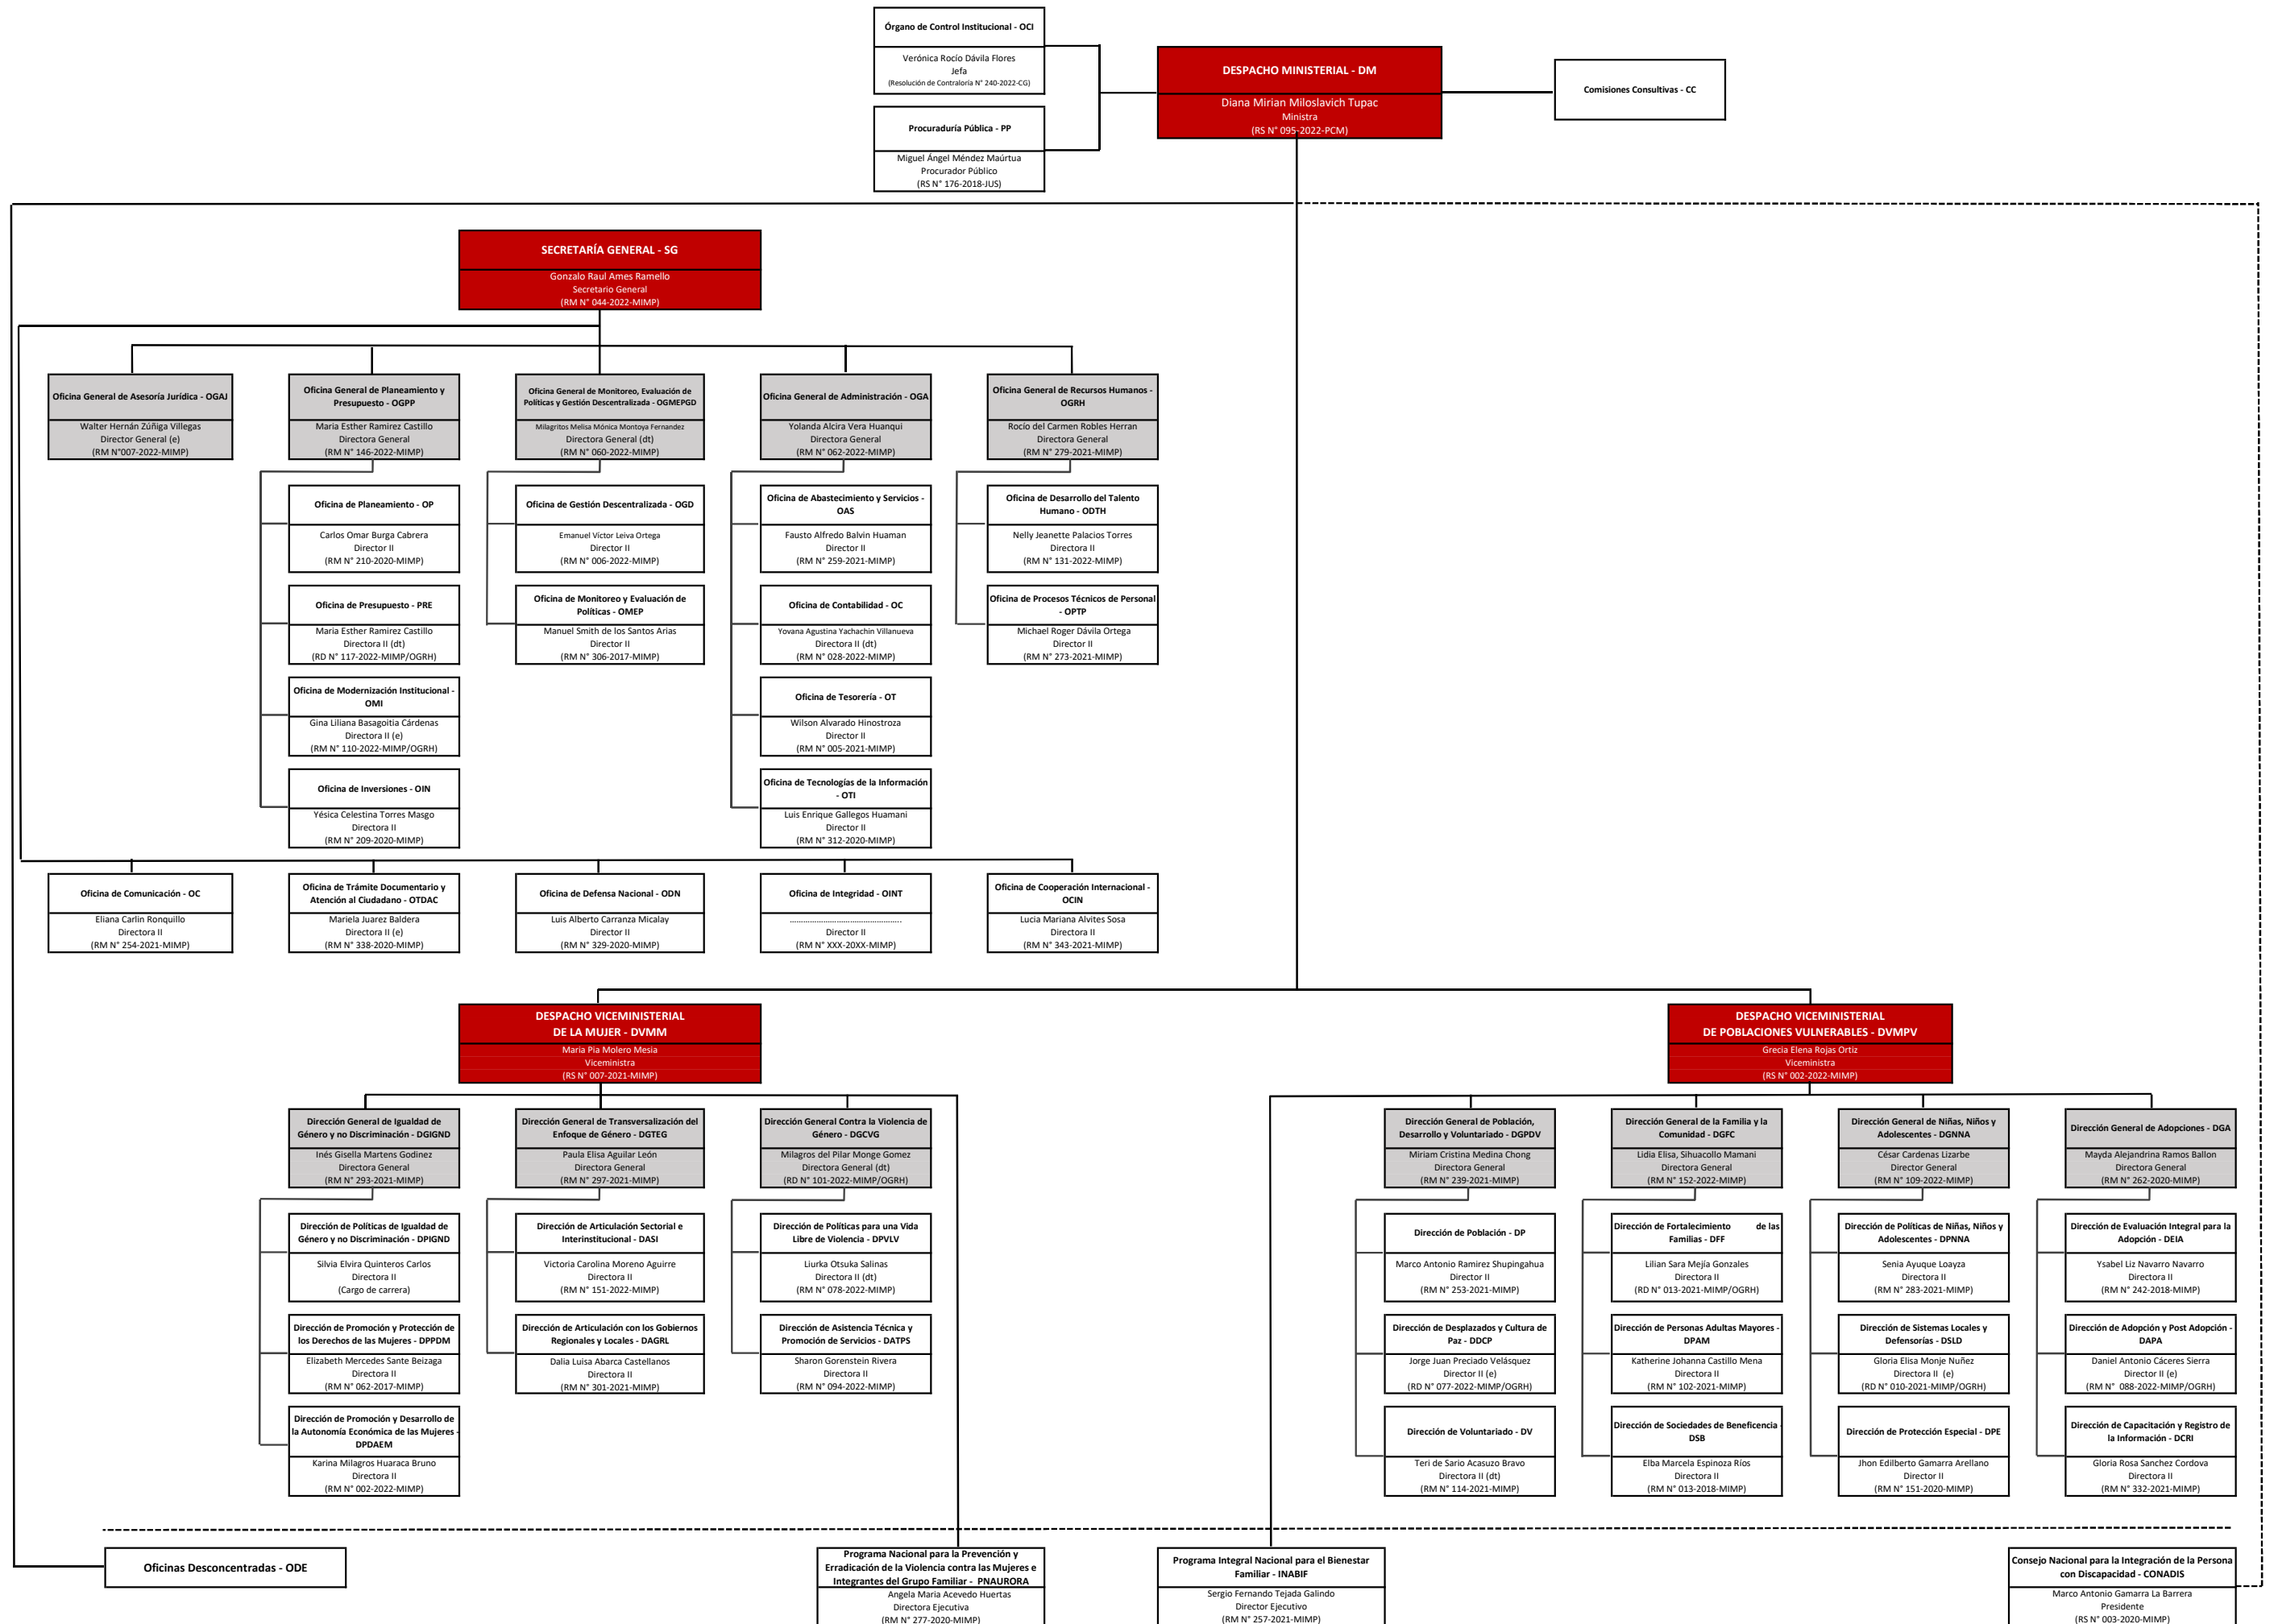 Órgano de Control Institucional - OCI
Verónica Rocío Dávila Flores
Jefa
(Resolución de Contraloría N° 240-2022-CG)
Procuraduría Pública - PP
Miguel Ángel Méndez Maúrtua
Procurador Público
(RS N° 176-2018-JUS)
DESPACHO MINISTERIAL - DM
Diana Mirian Miloslavich Tupac
Ministra
(RS N° 095-2022-PCM)
Comisiones Consultivas - CC
SECRETARÍA GENERAL - SG
Gonzalo Raul Ames Ramello
Secretario General
(RM N° 044-2022-MIMP)
Oficina General de Asesoría Jurídica - OGAJ
Walter Hernán Zúñiga Villegas
Director General (e)
(RM N°007-2022-MIMP)
Oficina General de Planeamiento y
Presupuesto - OGPP
Maria Esther Ramirez Castillo
Directora General
(RM N° 146-2022-MIMP)
Oficina General de Monitoreo, Evaluación de
Políticas y Gestión Descentralizada - OGMEPGD
Milagritos Melisa Mónica Montoya Fernandez
Directora General (dt)
(RM N° 060-2022-MIMP)
Oficina General de Administración - OGA
Yolanda Alcira Vera Huanqui
Directora General
(RM N° 062-2022-MIMP)
Oficina General de Recursos Humanos -
OGRH
Rocío del Carmen Robles Herran
Directora General
(RM N° 279-2021-MIMP)
Oficina de Planeamiento - OP
Carlos Omar Burga Cabrera
Director II
(RM N° 210-2020-MIMP)
Oficina de Gestión Descentralizada - OGD
Emanuel Víctor Leiva Ortega
Director II
(RM N° 006-2022-MIMP)
Oficina de Abastecimiento y Servicios -
OAS
Fausto Alfredo Balvin Huaman
Director II
(RM N° 259-2021-MIMP)
Oficina de Desarrollo del Talento
Humano - ODTH
Nelly Jeanette Palacios Torres
Directora II
(RM N° 131-2022-MIMP)
Oficina de Presupuesto - PRE
Maria Esther Ramirez Castillo
Directora II (dt)
(RD N° 117-2022-MIMP/OGRH)
Oficina de Monitoreo y Evaluación de
Políticas - OMEP
Manuel Smith de los Santos Arias
Director II
(RM N° 306-2017-MIMP)
Oficina de Contabilidad - OC
Yovana Agustina Yachachin Villanueva
Directora II (dt)
(RM N° 028-2022-MIMP)
Oficina de Procesos Técnicos de Personal
- OPTP
Michael Roger Dávila Ortega
Director II
(RM N° 273-2021-MIMP)
Oficina de Modernización Institucional -
OMI
Gina Liliana Basagoitia Cárdenas
Directora II (e)
(RM N° 110-2022-MIMP/OGRH)
Oficina de Tesorería - OT
Wilson Alvarado Hinostroza
Director II
(RM N° 005-2021-MIMP)
Oficina de Inversiones - OIN
Yésica Celestina Torres Masgo
Directora II
(RM N° 209-2020-MIMP)
Oficina de Tecnologías de la Información
- OTI
Luis Enrique Gallegos Huamani
Director II
(RM N° 312-2020-MIMP)
Oficina de Comunicación - OC
Eliana Carlin Ronquillo
Directora II
(RM N° 254-2021-MIMP)
Oficina de Trámite Documentario y
Atención al Ciudadano - OTDAC
Mariela Juarez Baldera
Directora II (e)
(RM N° 338-2020-MIMP)
Oficina de Defensa Nacional - ODN
Luis Alberto Carranza Micalay
Director II
(RM N° 329-2020-MIMP)
Oficina de Integridad - OINT
..................................................
Director II
(RM N° XXX-20XX-MIMP)
Oficina de Cooperación Internacional -
OCIN
Lucia Mariana Alvites Sosa
Directora II
(RM N° 343-2021-MIMP)
DESPACHO VICEMINISTERIAL
DE LA MUJER - DVMM
Maria Pia Molero Mesia
Viceministra
(RS N° 007-2021-MIMP)
DESPACHO VICEMINISTERIAL
DE POBLACIONES VULNERABLES - DVMPV
Grecia Elena Rojas Ortiz
Viceministra
(RS N° 002-2022-MIMP)
Dirección General de Igualdad de
Género y no Discriminación - DGIGND
Inés Gisella Martens Godinez
Directora General
(RM N° 293-2021-MIMP)
Dirección General de Transversalización del
Enfoque de Género - DGTEG
Paula Elisa Aguilar León
Directora General
(RM N° 297-2021-MIMP)
Dirección General Contra la Violencia de
Género - DGCVG
Milagros del Pilar Monge Gomez
Directora General (dt)
(RD N° 101-2022-MIMP/OGRH)
Dirección General de Población,
Desarrollo y Voluntariado - DGPDV
Miriam Cristina Medina Chong
Directora General
(RM N° 239-2021-MIMP)
Dirección General de la Familia y la
Comunidad - DGFC
Lidia Elisa, Sihuacollo Mamani
Directora General
(RM N° 152-2022-MIMP)
Dirección General de Niñas, Niños y
Adolescentes - DGNNA
César Cardenas Lizarbe
Director General
(RM N° 109-2022-MIMP)
Dirección General de Adopciones - DGA
Mayda Alejandrina Ramos Ballon
Directora General
(RM N° 262-2020-MIMP)
Dirección de Políticas de Igualdad de
Género y no Discriminación - DPIGND
Silvia Elvira Quinteros Carlos
Directora II
(Cargo de carrera)
Dirección de Articulación Sectorial e
Interinstitucional - DASI
Victoria Carolina Moreno Aguirre
Directora II
(RM N° 151-2022-MIMP)
Dirección de Políticas para una Vida
Libre de Violencia - DPVLV
Liurka Otsuka Salinas
Directora II (dt)
(RM N° 078-2022-MIMP)
Dirección de Población - DP
Marco Antonio Ramirez Shupingahua
Director II
(RM N° 253-2021-MIMP)
Dirección de Fortalecimiento de las
Familias - DFF
Lilian Sara Mejía Gonzales
Directora II
(RD N° 013-2021-MIMP/OGRH)
Dirección de Políticas de Niñas, Niños y
Adolescentes - DPNNA
Senia Ayuque Loayza
Directora II
(RM N° 283-2021-MIMP)
Dirección de Evaluación Integral para la
Adopción - DEIA
Ysabel Liz Navarro Navarro
Directora II
(RM N° 242-2018-MIMP)
Dirección de Promoción y Protección de
los Derechos de las Mujeres - DPPDM
Elizabeth Mercedes Sante Beizaga
Directora II
(RM N° 062-2017-MIMP)
Dirección de Articulación con los Gobiernos
Regionales y Locales - DAGRL
Dalia Luisa Abarca Castellanos
Directora II
(RM N° 301-2021-MIMP)
Dirección de Asistencia Técnica y
Promoción de Servicios - DATPS
Sharon Gorenstein Rivera
Directora II
(RM N° 094-2022-MIMP)
Dirección de Desplazados y Cultura de
Paz - DDCP
Jorge Juan Preciado Velásquez
Director II (e)
(RD N° 077-2022-MIMP/OGRH)
Dirección de Personas Adultas Mayores -
DPAM
Katherine Johanna Castillo Mena
Directora II
(RM N° 102-2021-MIMP)
Dirección de Sistemas Locales y
Defensorías - DSLD
Gloria Elisa Monje Nuñez
Directora II (e)
(RD N° 010-2021-MIMP/OGRH)
Dirección de Adopción y Post Adopción -
DAPA
Daniel Antonio Cáceres Sierra
Director II (e)
(RM N° 088-2022-MIMP/OGRH)
Dirección de Promoción y Desarrollo de
la Autonomía Económica de las Mujeres -
DPDAEM
Karina Milagros Huaraca Bruno
Directora II
(RM N° 002-2022-MIMP)
Dirección de Voluntariado - DV
Teri de Sario Acasuzo Bravo
Directora II (dt)
(RM N° 114-2021-MIMP)
Dirección de Sociedades de Beneficencia -
DSB
Elba Marcela Espinoza Ríos
Directora II
(RM N° 013-2018-MIMP)
Dirección de Protección Especial - DPE
Jhon Edilberto Gamarra Arellano
Director II
(RM N° 151-2020-MIMP)
Dirección de Capacitación y Registro de
la Información - DCRI
Gloria Rosa Sanchez Cordova
Directora II
(RM N° 332-2021-MIMP)
Oficinas Desconcentradas - ODE
Programa Nacional para la Prevención y
Erradicación de la Violencia contra las Mujeres e
Integrantes del Grupo Familiar - PNAURORA
Angela Maria Acevedo Huertas
Directora Ejecutiva
(RM N° 277-2020-MIMP)
Programa Integral Nacional para el Bienestar
Familiar - INABIF
Sergio Fernando Tejada Galindo
Director Ejecutivo
(RM N° 257-2021-MIMP)
Consejo Nacional para la Integración de la Persona
con Discapacidad - CONADIS
Marco Antonio Gamarra La Barrera
Presidente
(RS N° 003-2020-MIMP)